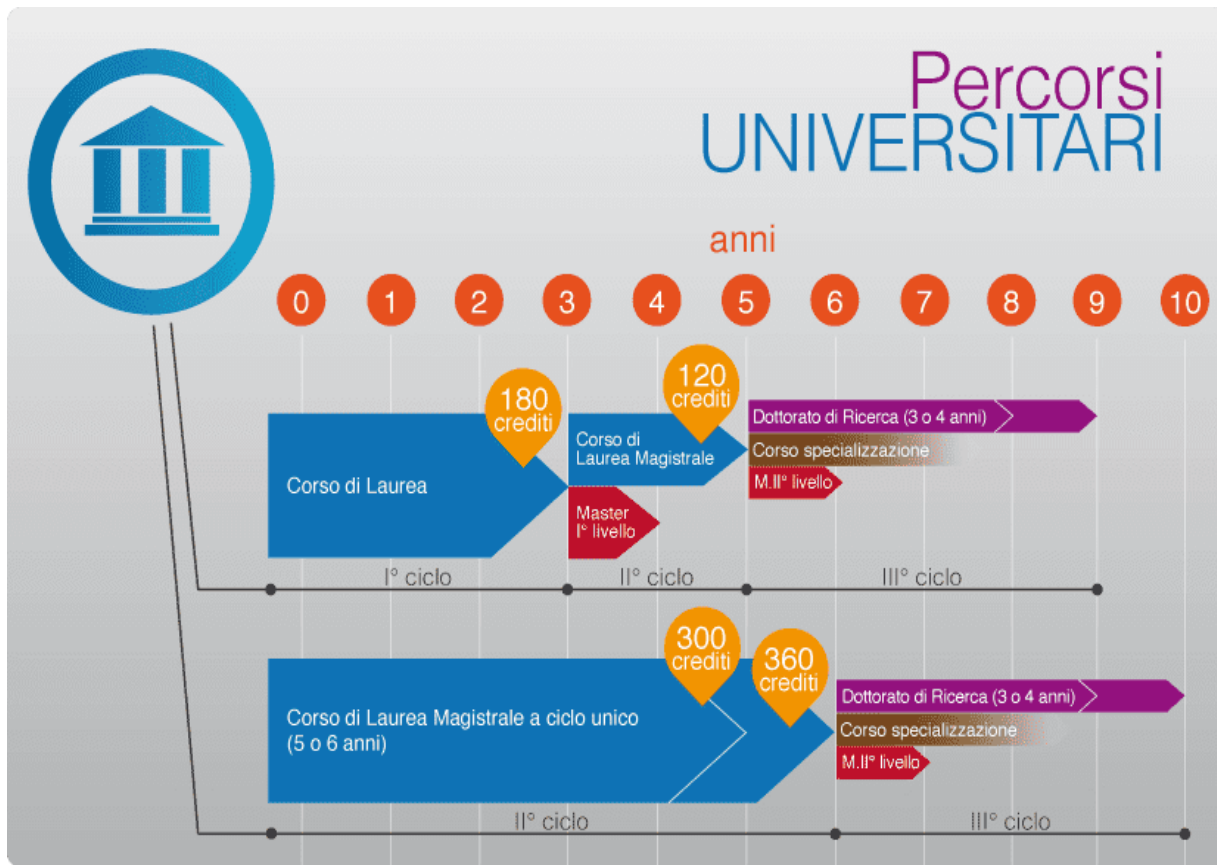 Percorsi
UNIVERSITARI
anni
0 1 2 3 4 5 6 7 8 9 10
180
crediti
120
crediti
Corso di Laurea
Corso di
Laurea Magistrale
Master
I° livello
Dottorato di Ricerca (3 o 4 anni)
Corso specializzazione
M.II° livello
I° ciclo
II° ciclo
III° ciclo
300
crediti
360
crediti
Corso di Laurea Magistrale a ciclo unico
(5 o 6 anni)
Dottorato di Ricerca (3 o 4 anni)
Corso specializzazione
M.II° livello
II° ciclo
III° ciclo